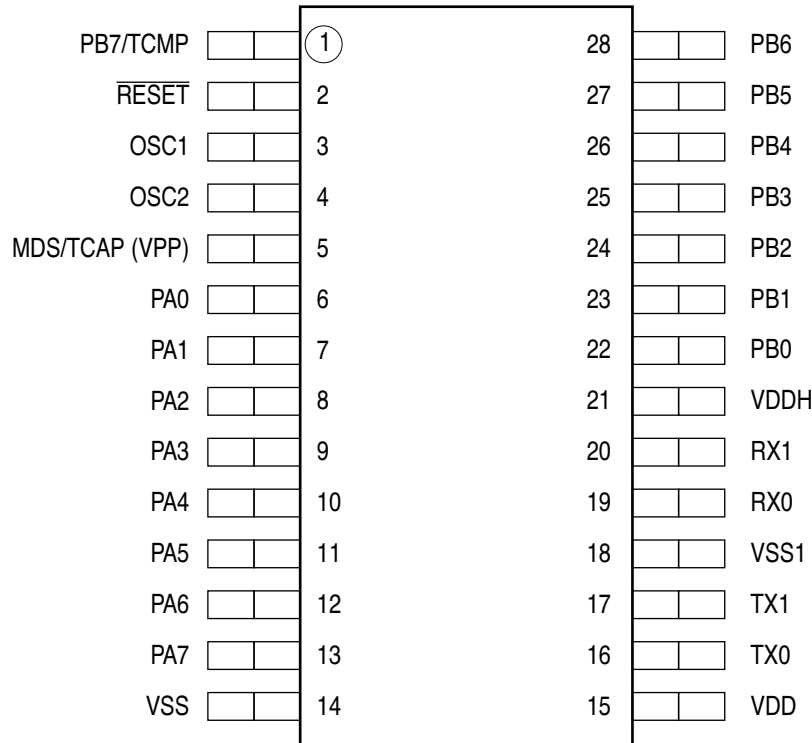 PB7/TCMP 1 28 PB6
RESET 2 27 PB5
OSC1 3 26 PB4
OSC2 4 25 PB3
MDS/TCAP (VPP) 5 24 PB2
PA0 6 23 PB1
PA1 7 22 PB0
PA2 8 21 VDDH
PA3 9 20 RX1
PA4 10 19 RX0
PA5 11 18 VSS1
PA6 12 17 TX1
PA7 13 16 TX0
VSS 14 15 VDD